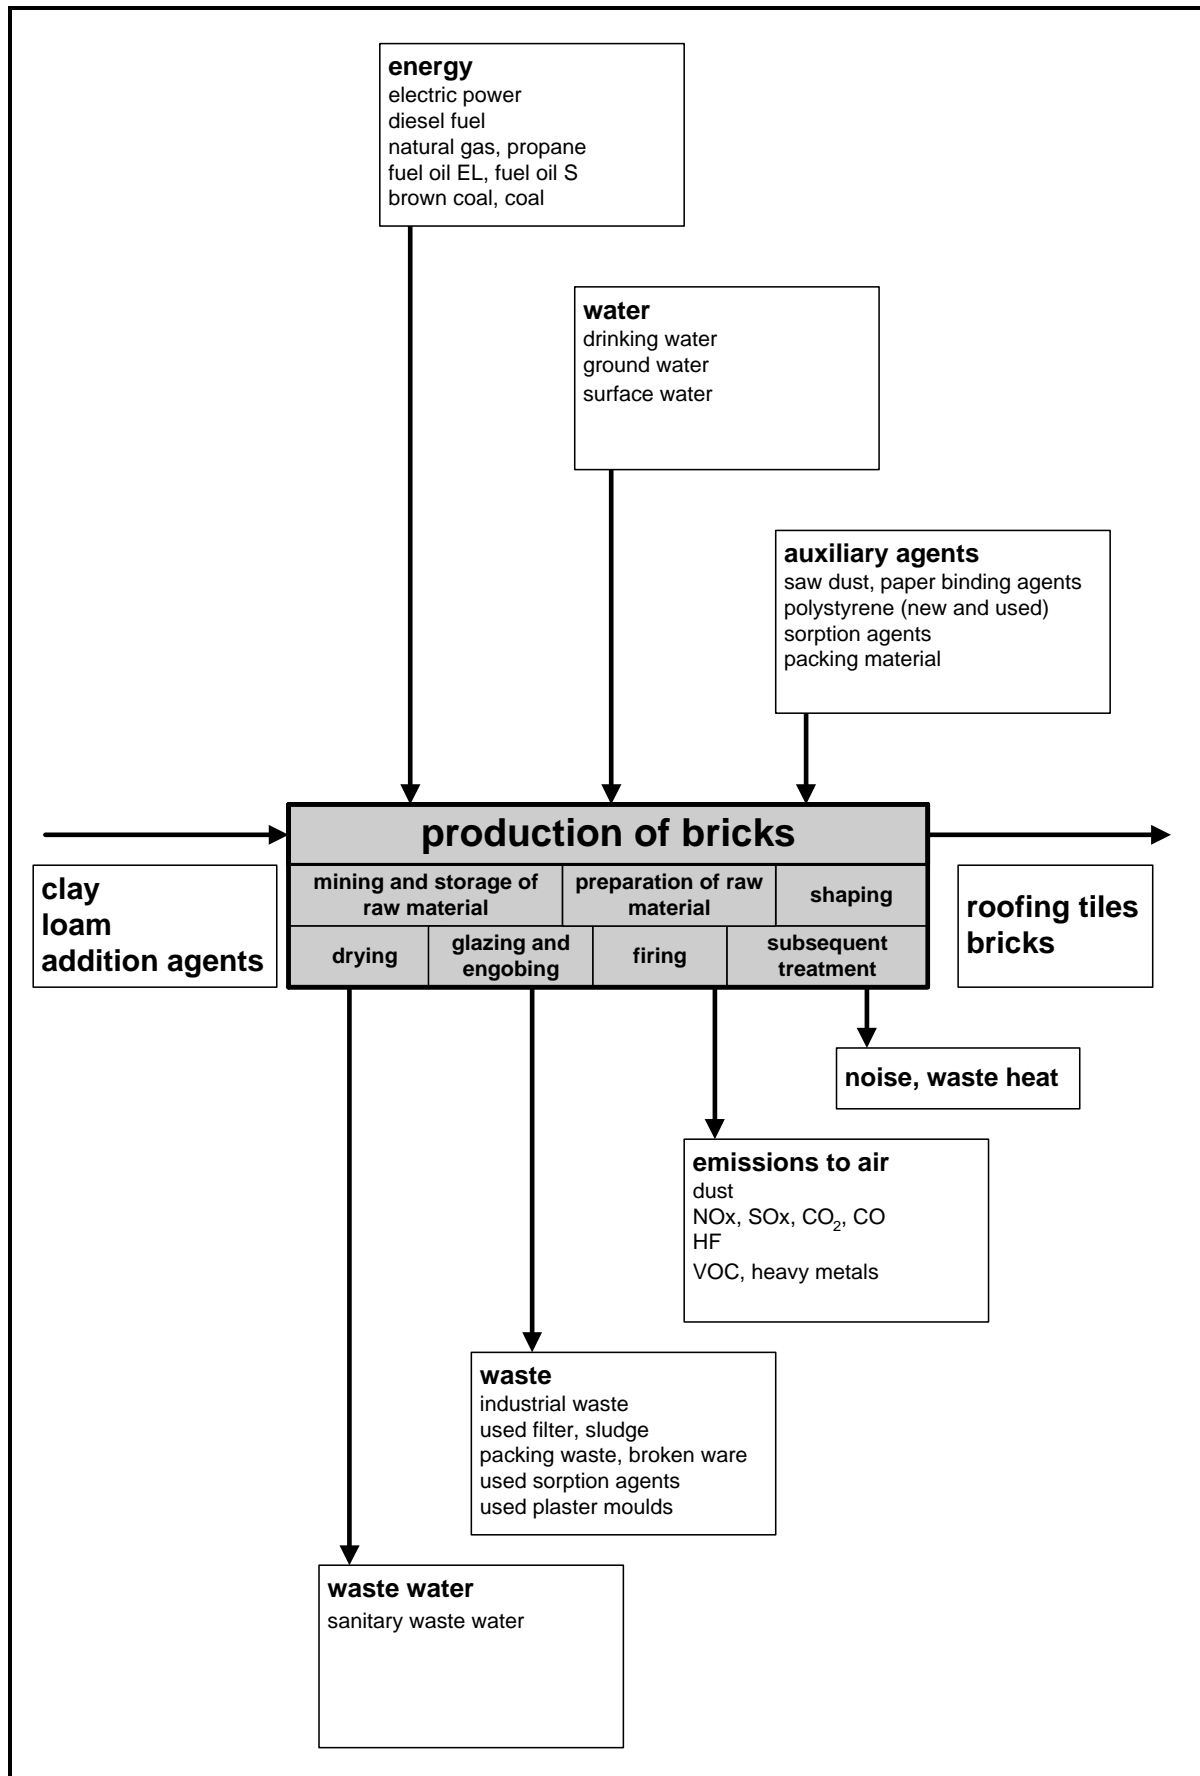 energy
electric power
diesel fuel
natural gas, propane
fuel oil EL, fuel oil S
brown coal, coal
water
drinking water
ground water
surface water
auxiliary agents
saw dust, paper binding agents
polystyrene (new and used)
sorption agents
packing material
production of bricks
mining and storage of
raw material
preparation of raw
material
shaping
drying
glazing and
engobing
firing
subsequent
treatment
clay
loam
addition agents
roofing tiles
bricks
noise, waste heat
emissions to air
dust
NOx, SOx, CO₂, CO
HF
VOC, heavy metals
waste
industrial waste
used filter, sludge
packing waste, broken ware
used sorption agents
used plaster moulds
waste water
sanitary waste water